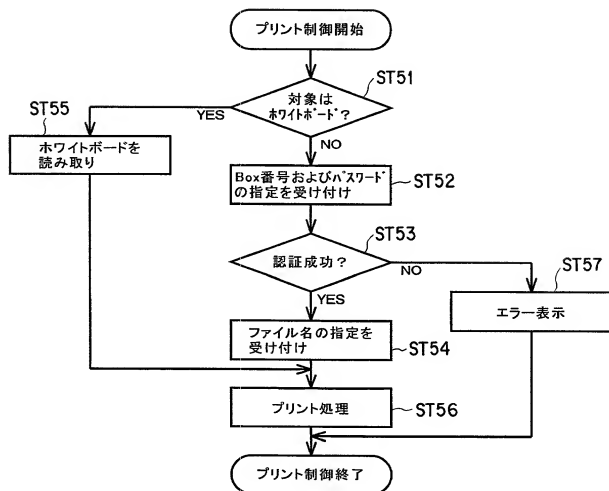 プリント制御開始
ST51
対象は
ホワイトボード?
YES
NO
ST55
ホワイトボードを
読み取り
Box番号およびパスワード
の指定を受け付け
ST52
ST53
認証成功?
NO
YES
ST57
エラー表示
ファイル名の指定を
受け付け
ST54
プリント処理
ST56
プリント制御終了